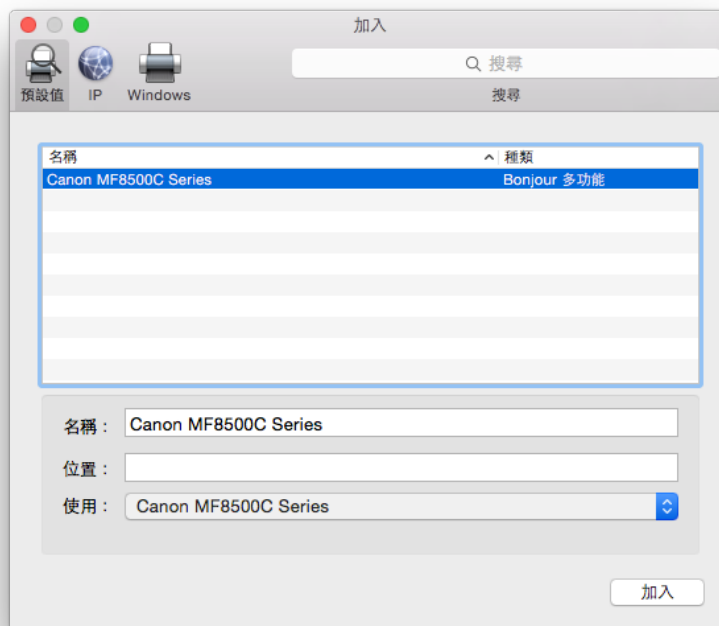 加入
搜尋
預設值 IP Windows 搜尋
名稱 種類
Canon MF8500C Series Bonjour 多功能
名稱： Canon MF8500C Series
位置：
使用： Canon MF8500C Series
加入